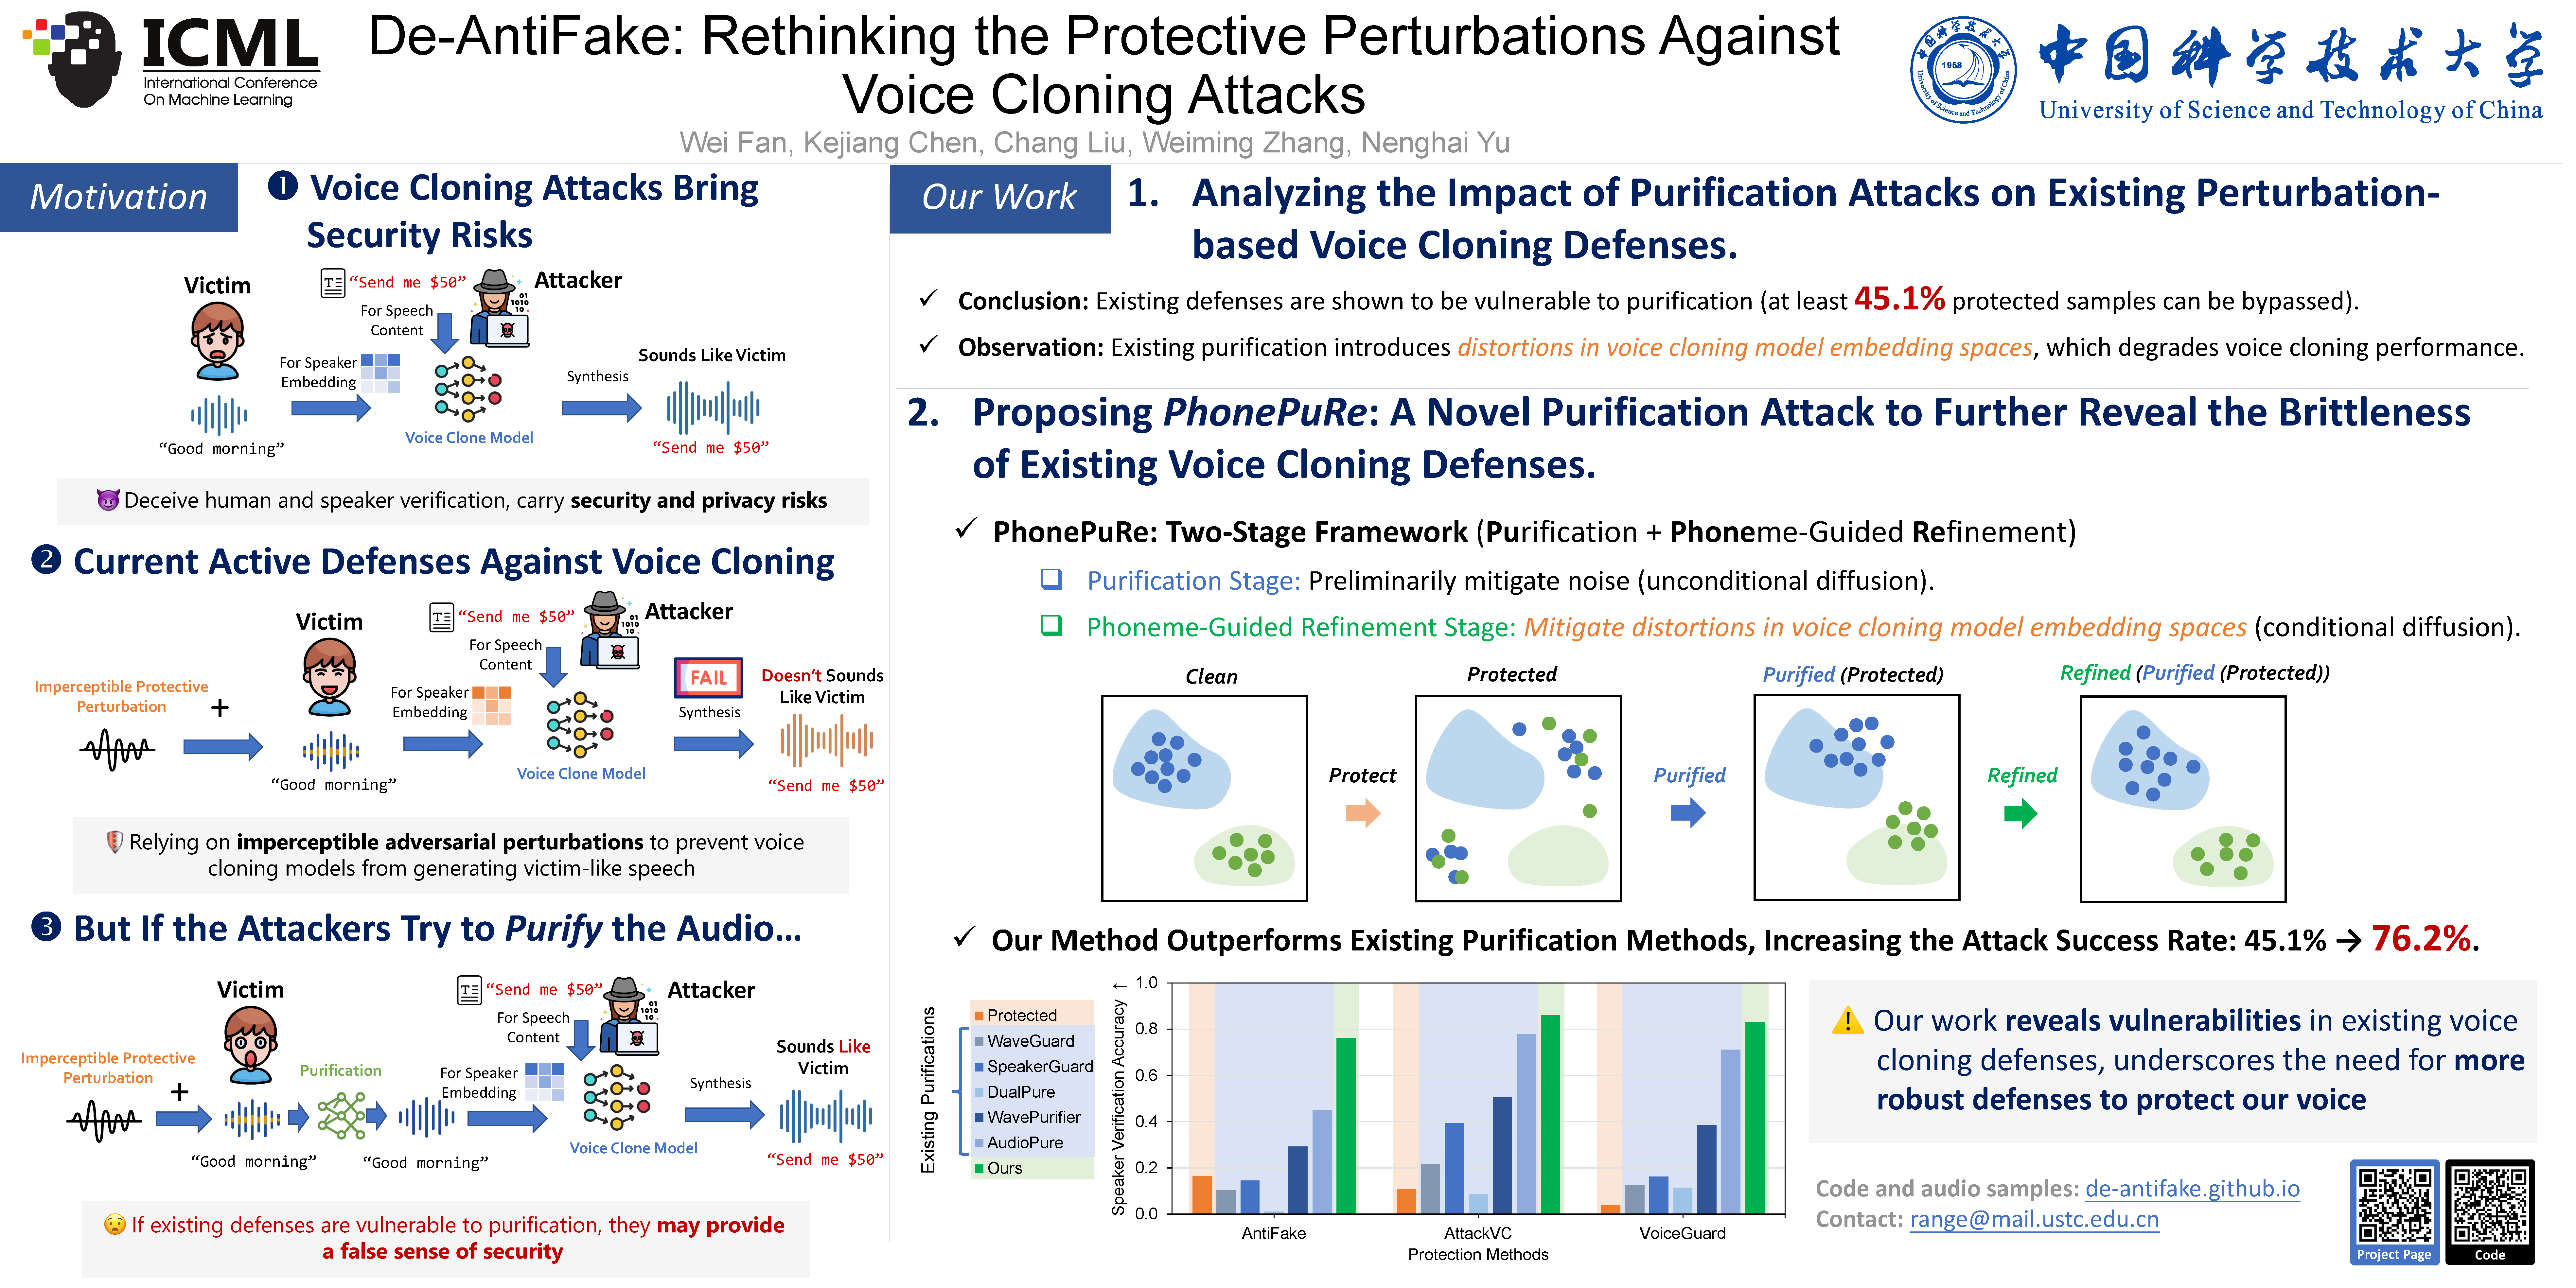 ICML
International Conference
On Machine Learning
De-AntiFake: Rethinking the Protective Perturbations Against
Voice Cloning Attacks
Wei Fan, Kejiang Chen, Chang Liu, Weiming Zhang, Nenghai Yu
1958
中国科学技术大学
University of Science and Technology of China
Motivation
❶ Voice Cloning Attacks Bring
Security Risks
Victim
“Send me $50”
Attacker
For Speech
Content
For Speaker
Embedding
Synthesis
Sounds Like Victim
Voice Clone Model
“Good morning”
“Send me $50”
😈 Deceive human and speaker verification, carry security and privacy risks
❷ Current Active Defenses Against Voice Cloning
Victim
“Send me $50”
Attacker
For Speech
Content
Imperceptible Protective
Perturbation
+
For Speaker
Embedding
FAIL
Synthesis
Doesn’t Sounds
Like Victim
Voice Clone Model
“Good morning”
“Send me $50”
Relying on imperceptible adversarial perturbations to prevent voice
cloning models from generating victim-like speech
❸ But If the Attackers Try to Purify the Audio...
Victim
“Send me $50”
Attacker
For Speech
Content
Imperceptible Protective
Perturbation
+
Purification
For Speaker
Embedding
Synthesis
Sounds Like
Victim
Voice Clone Model
“Good morning”
“Good morning”
“Send me $50”
😧 If existing defenses are vulnerable to purification, they may provide
a false sense of security
Our Work
1. Analyzing the Impact of Purification Attacks on Existing Perturbation-
based Voice Cloning Defenses.
✓ Conclusion: Existing defenses are shown to be vulnerable to purification (at least 45.1% protected samples can be bypassed).
✓ Observation: Existing purification introduces distortions in voice cloning model embedding spaces, which degrades voice cloning performance.
2. Proposing PhonePuRe: A Novel Purification Attack to Further Reveal the Brittleness
of Existing Voice Cloning Defenses.
✓ PhonePuRe: Two-Stage Framework (Purification + Phoneme-Guided Refinement)
❑ Purification Stage: Preliminarily mitigate noise (unconditional diffusion).
❑ Phoneme-Guided Refinement Stage: Mitigate distortions in voice cloning model embedding spaces (conditional diffusion).
Clean
Protected
Purified (Protected)
Refined (Purified (Protected))
Protect
Purified
Refined
✓ Our Method Outperforms Existing Purification Methods, Increasing the Attack Success Rate: 45.1% → 76.2%.
Existing Purifications
Protected
WaveGuard
SpeakerGuard
DualPure
WavePurifier
AudioPure
Ours
Speaker Verification Accuracy ↑
1.0
0.8
0.6
0.4
0.2
0.0
AntiFake
AttackVC
VoiceGuard
Protection Methods
⚠ Our work reveals vulnerabilities in existing voice
cloning defenses, underscores the need for more
robust defenses to protect our voice
Code and audio samples: de-antifake.github.io
Contact: range@mail.ustc.edu.cn
Project Page
Code